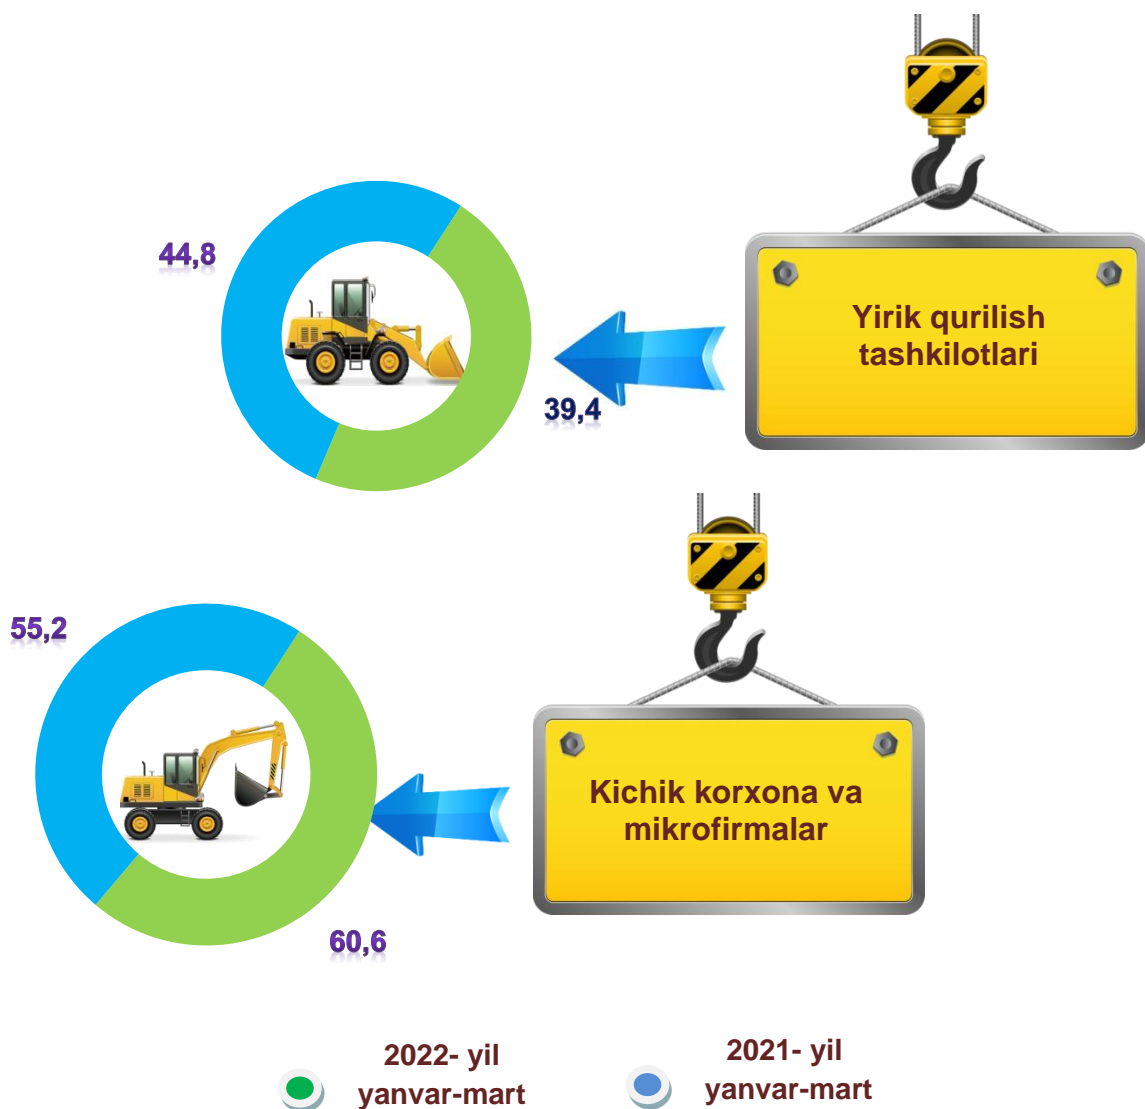 44,8
Yirik qurilish
tashkilotlari
39,4
55,2
Kichik korxona va
mikrofirmalar
60,6
2022- yil
yanvar-mart
2021- yil
yanvar-mart